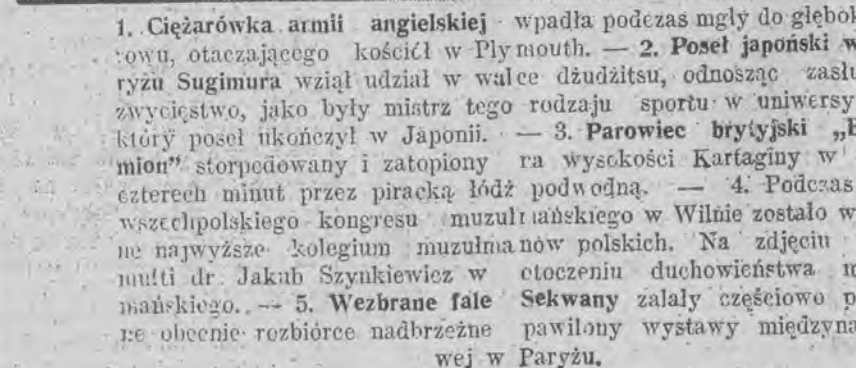 1. Ciężarówka armii angielskiej wpadła podczas mgły do głębok
rowu, otaczającego kościół w Plymouth. — 2. Poseł japoński w
ryżu Sugimura wziął udział w walce dżudżitsu, odnosząc zasłu
zwycięstwo, jako były mistrz tego rodzaju sportu w uniwersy
który poseł ukończył w Japonii. — 3. Parowiec brytyjski „E
mion” storpedowany i zatopiony na wysokości Kartaginy w
czterech minut przez piracką łódź podwodną. — 4. Podczas
wszechpolskiego kongresu muzułmańskiego w Wilnie zostało w
ne najwyższe kolegium muzułmanów polskich. Na zdjęciu
mufti dr. Jakub Szynkiewicz w otoczeniu duchowieństwa m
mańskiego. — 5. Wezbrane fale Sekwany zalały częściowo p
ne obecnie rozbiórce nadbrzeżne pawilony wystawy międzyna
wej w Paryżu.